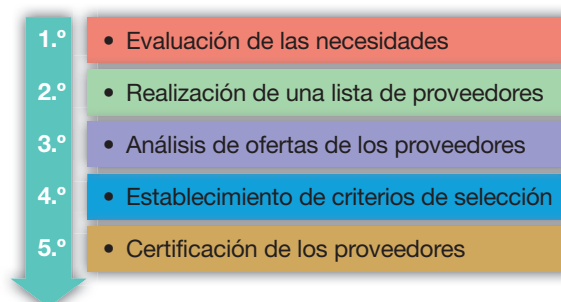 1.º • Evaluación de las necesidades
2.º • Realización de una lista de proveedores
3.º • Análisis de ofertas de los proveedores
4.º • Establecimiento de criterios de selección
5.º • Certificación de los proveedores